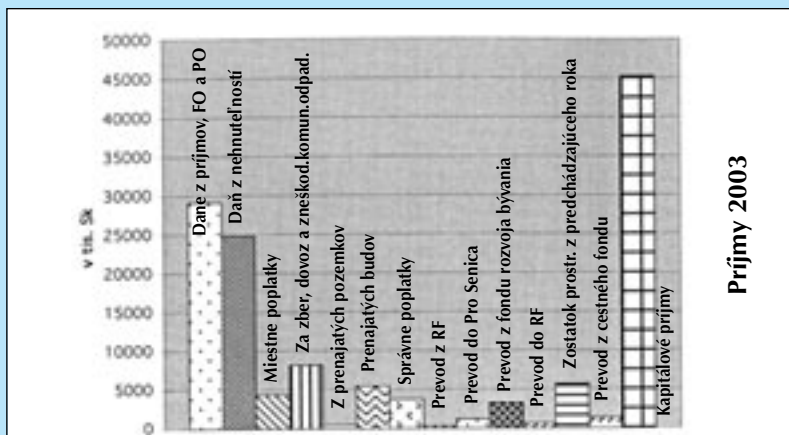 50000
45000
40000
35000
30000
25000
20000
15000
10000
5000
0
v tis. Sk
Dane z príjmov, FO a PO
Daň z nehnuteľností
Miestne poplatky
Za zber, dovoz a zneškod.komun.odpad.
Z prenajatých pozemkov
Prenajatých budov
Správne poplatky
Prevod z RF
Prevod do Pro Senica
Prevod z fondu rozvoja bývania
Prevod do RF
Zostatok prostr. z predchádzajúceho roka
Prevod z cestného fondu
Kapitálové príjmy
Príjmy 2003